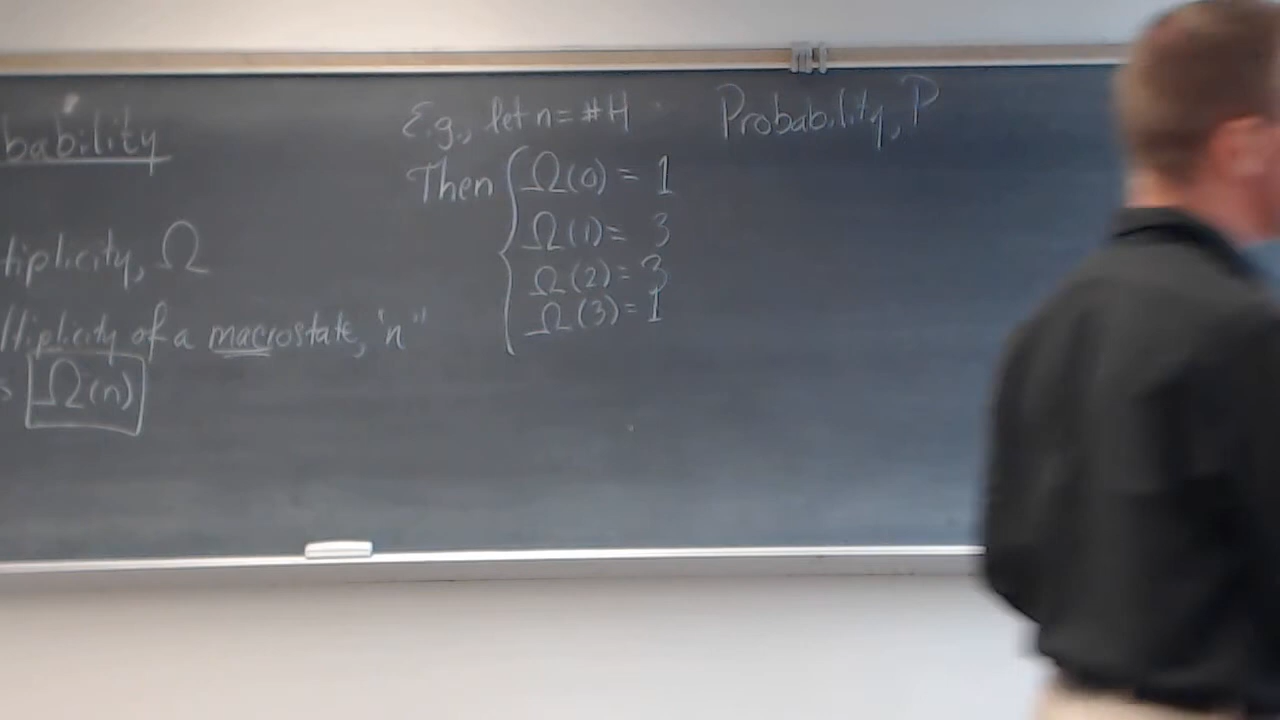 bability
tiplicity, Ω
ltiplicity of a macrostate, "n"
s Ω(n)
E.g., let n = #H
Then { Ω(0) = 1
Ω(1) = 3
Ω(2) = 3
Ω(3) = 1
Probability, P